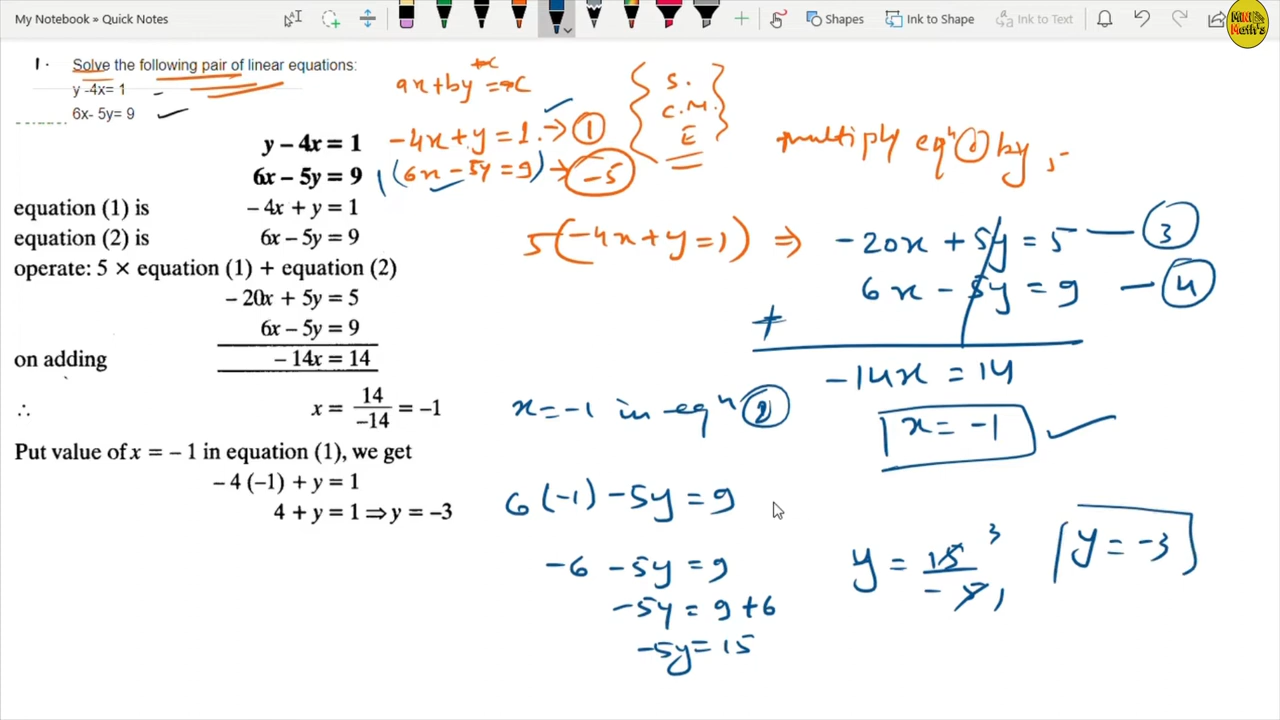 My Notebook » Quick Notes
Shapes
Ink to Shape
Ink to Text
MINI Math's
1. Solve the following pair of linear equations:
y -4x= 1
6x- 5y= 9
y – 4x = 1
6x – 5y = 9
equation (1) is – 4x + y = 1
equation (2) is 6x – 5y = 9
operate: 5 × equation (1) + equation (2)
– 20x + 5y = 5
6x – 5y = 9
on adding – 14x = 14
∴ x = 14/–14 = –1
Put value of x = – 1 in equation (1), we get
– 4 (–1) + y = 1
4 + y = 1 ⇒ y = –3
-4x + y = 1. → ①
1(6x – 5y = 9) → -5
S.
C.M.
E
multiply eqⁿ ① by 5
5(-4x + y = 1) ⇒ -20x + 5y = 5 — ③
6x - 5y = 9 — ④
+
-14x = 14
x = -1
x = -1 in eqⁿ ②
6(-1) - 5y = 9
-6 - 5y = 9
-5y = 9 + 6
-5y = 15
y = 15/-5 3 1
y = -3